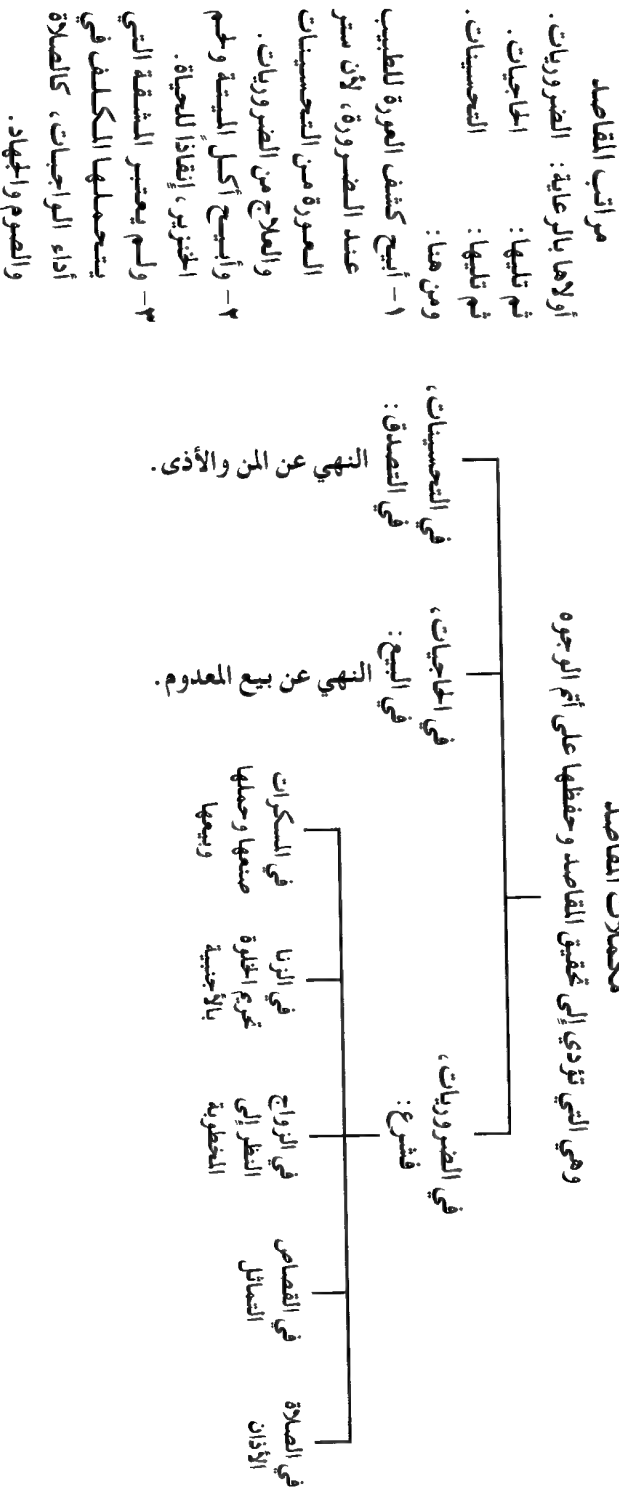 مكملات المقاصد
وهي التي تؤدي إلى تحقيق المقاصد وحفظها على أتم الوجوه
في الضروريات،
فشرع:
في الصلاة
الأذان
في القصاص
التماثل
في الزواج
النظر إلى
المخطوبة
في الزنا
تحريم الخلوة
بالأجنبية
في المسكرات
صنعها وحملها
وبيعها
في الحاجيات،
في البيع:
النهي عن بيع المعدوم.
في التحسينات،
في التصدق:
النهي عن المن والأذى.
مراتب المقاصد
أولاها بالرعاية: الضروريات.
ثم تليها: الحاجيات.
ثم تليها: التحسينات.
ومن هنا:
١- أبيح كشف العورة للطبيب
عند الضرورة، لأن ستر
العورة من التحسينات
والعلاج من الضروريات.
٢- وأبيح أكل الميتة ولحم
الخنزير، إنقاذًا للحياة.
٣- ولم يعتبر المشقة التي
يتحملها المكلف في
أداء الواجبات، كالصلاة
والصوم والجهاد.